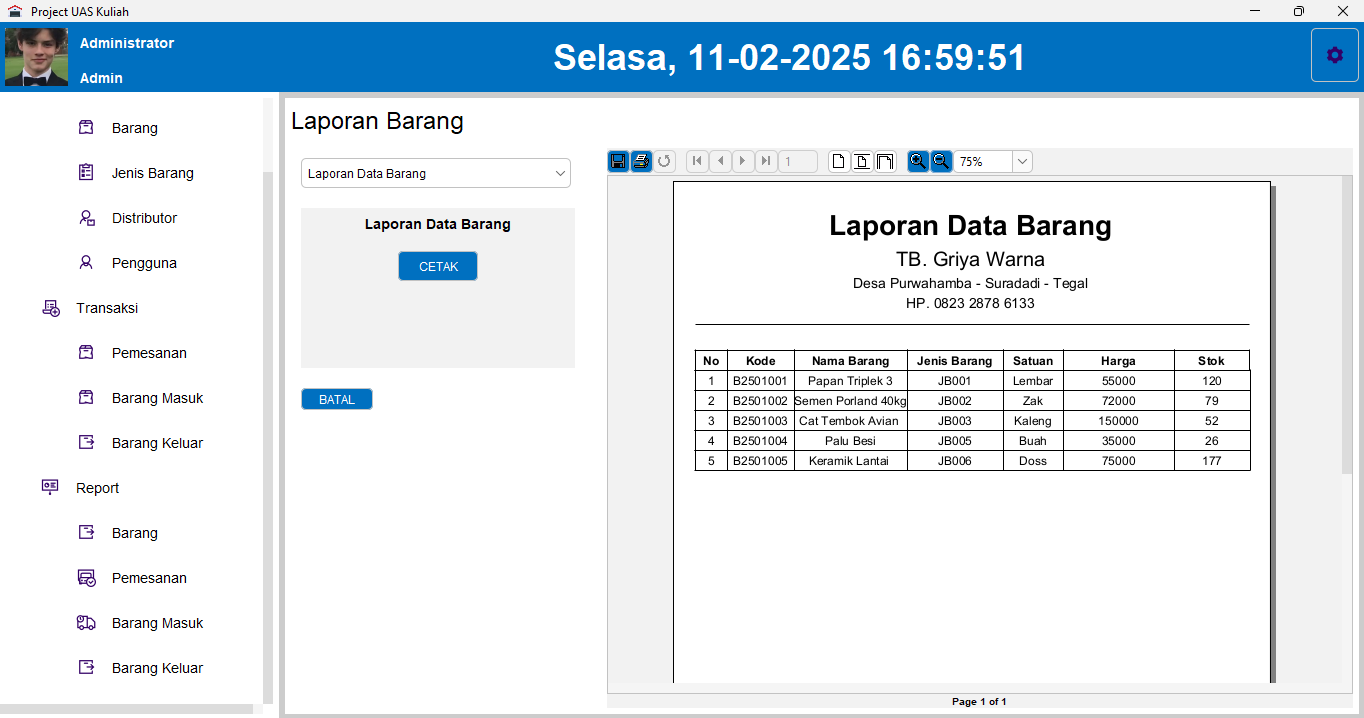 Project UAS Kuliah
Administrator
Admin
Selasa, 11-02-2025 16:59:51
Barang
Jenis Barang
Distributor
Pengguna
Transaksi
Pemesanan
Barang Masuk
Barang Keluar
Report
Barang
Pemesanan
Barang Masuk
Barang Keluar
Laporan Barang
Laporan Data Barang
Laporan Data Barang
CETAK
BATAL
1
75%
Laporan Data Barang
TB. Griya Warna
Desa Purwahamba - Suradadi - Tegal
HP. 0823 2878 6133
No Kode Nama Barang Jenis Barang Satuan Harga Stok
1 B2501001 Papan Triplek 3 JB001 Lembar 55000 120
2 B2501002 Semen Porland 40kg JB002 Zak 72000 79
3 B2501003 Cat Tembok Avian JB003 Kaleng 150000 52
4 B2501004 Palu Besi JB005 Buah 35000 26
5 B2501005 Keramik Lantai JB006 Doss 75000 177
Page 1 of 1